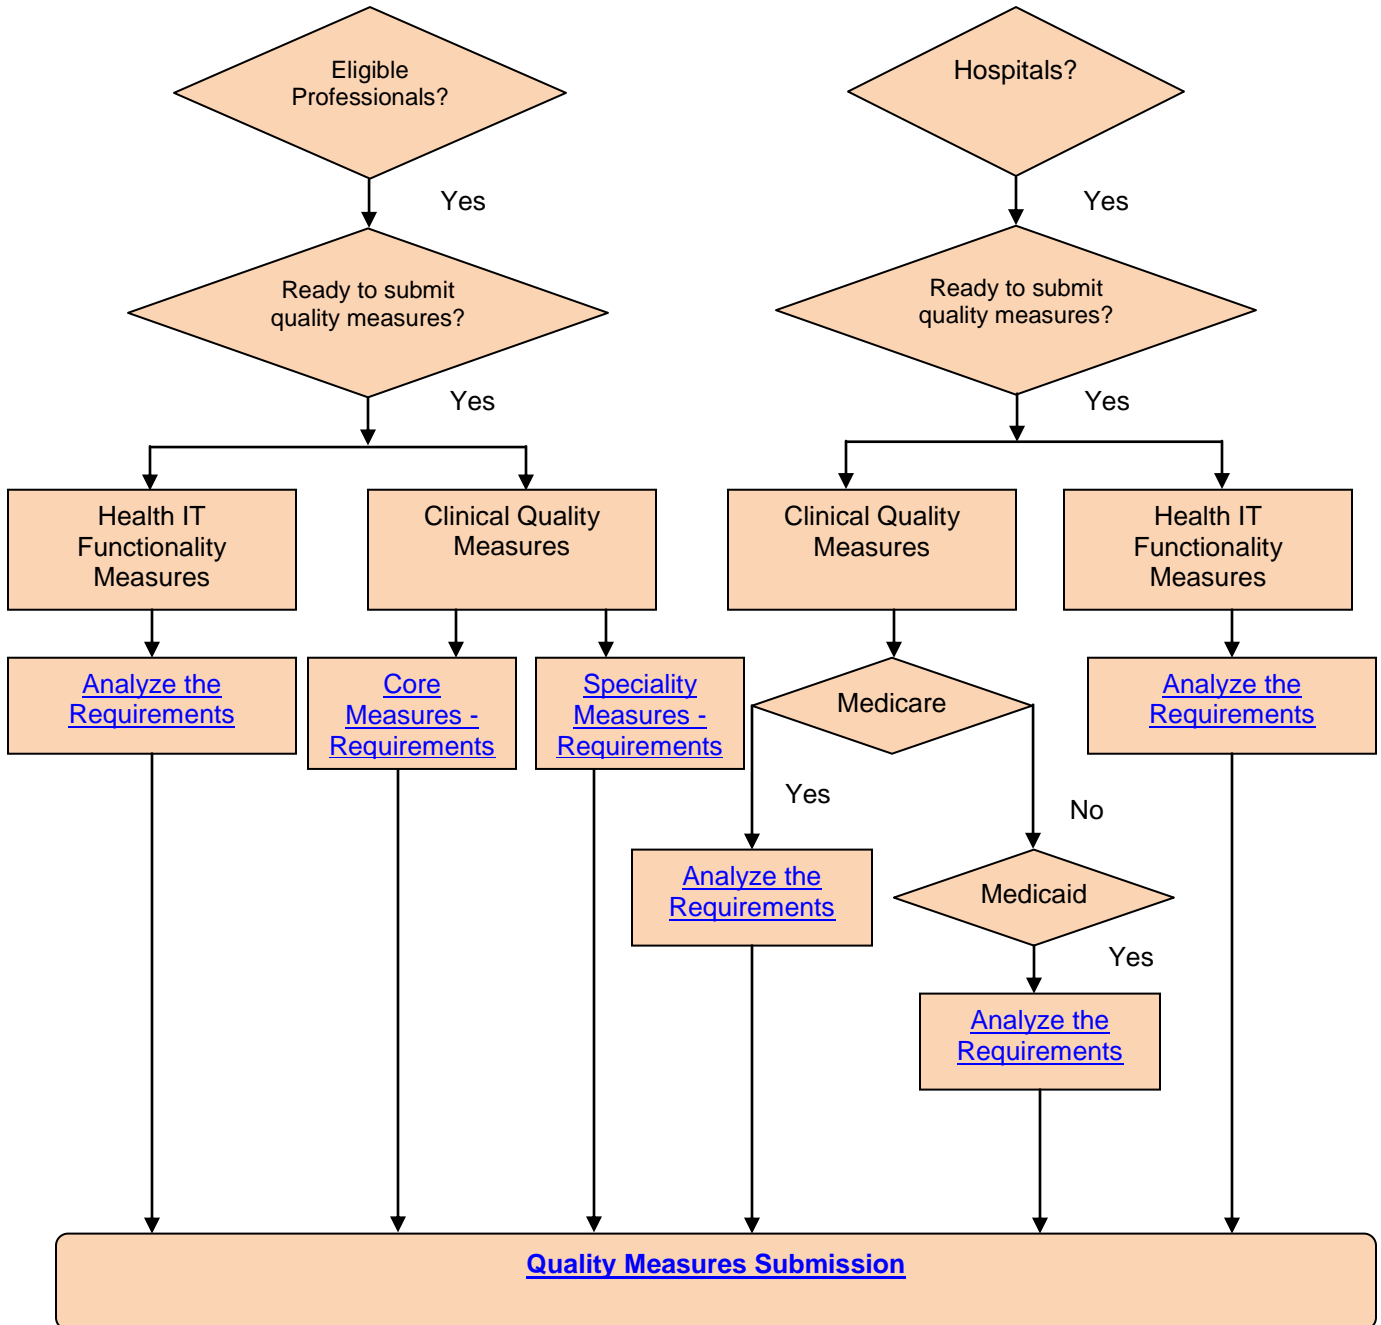 Eligible
Professionals?
Hospitals?
Yes
Yes
Ready to submit
quality measures?
Ready to submit
quality measures?
Yes
Yes
Health IT
Functionality
Measures
Clinical Quality
Measures
Clinical Quality
Measures
Health IT
Functionality
Measures
Analyze the
Requirements
Core
Measures -
Requirements
Speciality
Measures -
Requirements
Medicare
Analyze the
Requirements
Yes
No
Analyze the
Requirements
Medicaid
Yes
Analyze the
Requirements
Quality Measures Submission